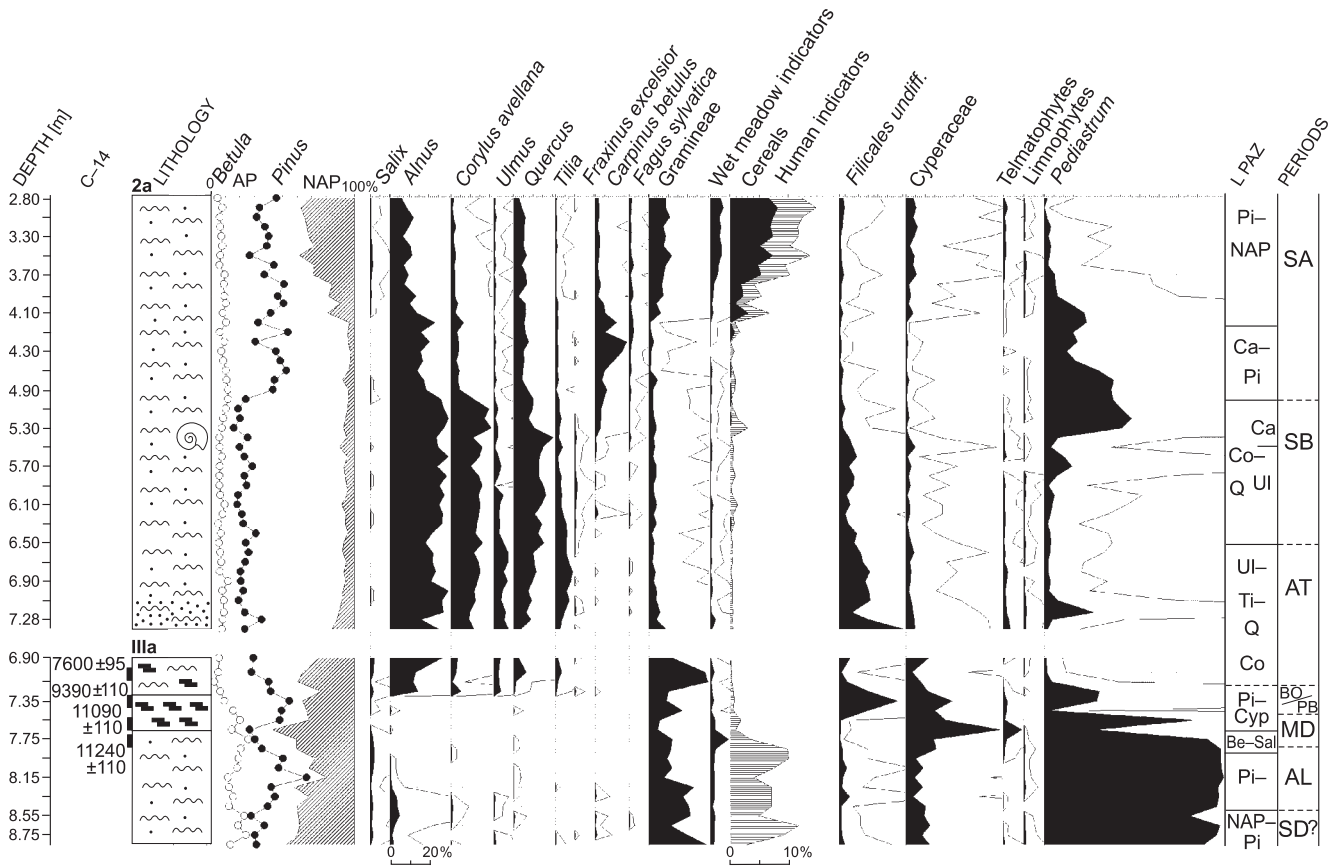 DEPTH [m]
C–14
LITHOLOGY
Betula
AP
Pinus
NAP
Salix
Alnus
Corylus avellana
Ulmus
Quercus
Tilia
Fraximus excelsior
Carpinus betulus
Fagus sylvatica
Gramineae
Wet meadow indicators
Cereals
Human indicators
Filicales undiff.
Cyperaceae
Telmatophytes
Limnophytes
Pediastrum
L PAZ
PERIODS
2a
0
100%
2.80
3.30
3.70
4.10
4.30
4.90
5.30
5.70
6.10
6.50
6.90
7.28
Pi–
NAP
SA
Ca–
Pi
Ca
SB
Co–
Q Ul
Ul–
Ti–
Q
AT
IIIa
6.90
7.35
7.75
8.15
8.55
8.75
7600 ±95
9390 ±110
11090
±110
11240
±110
Co
Pi–
Cyp
BO/PB
MD
Be–Sal
Pi–
AL
NAP–
Pi
SD?
0 20%
0 10%